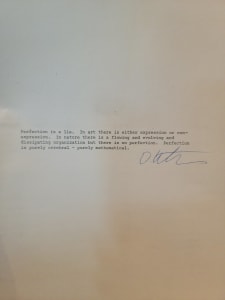 Perfection is a lie. In art there is either expression or non-
expression. In nature there is a flowing and evolving and
dissipating organization but there is no perfection. Perfection
is purely cerebral - purely mathematical.